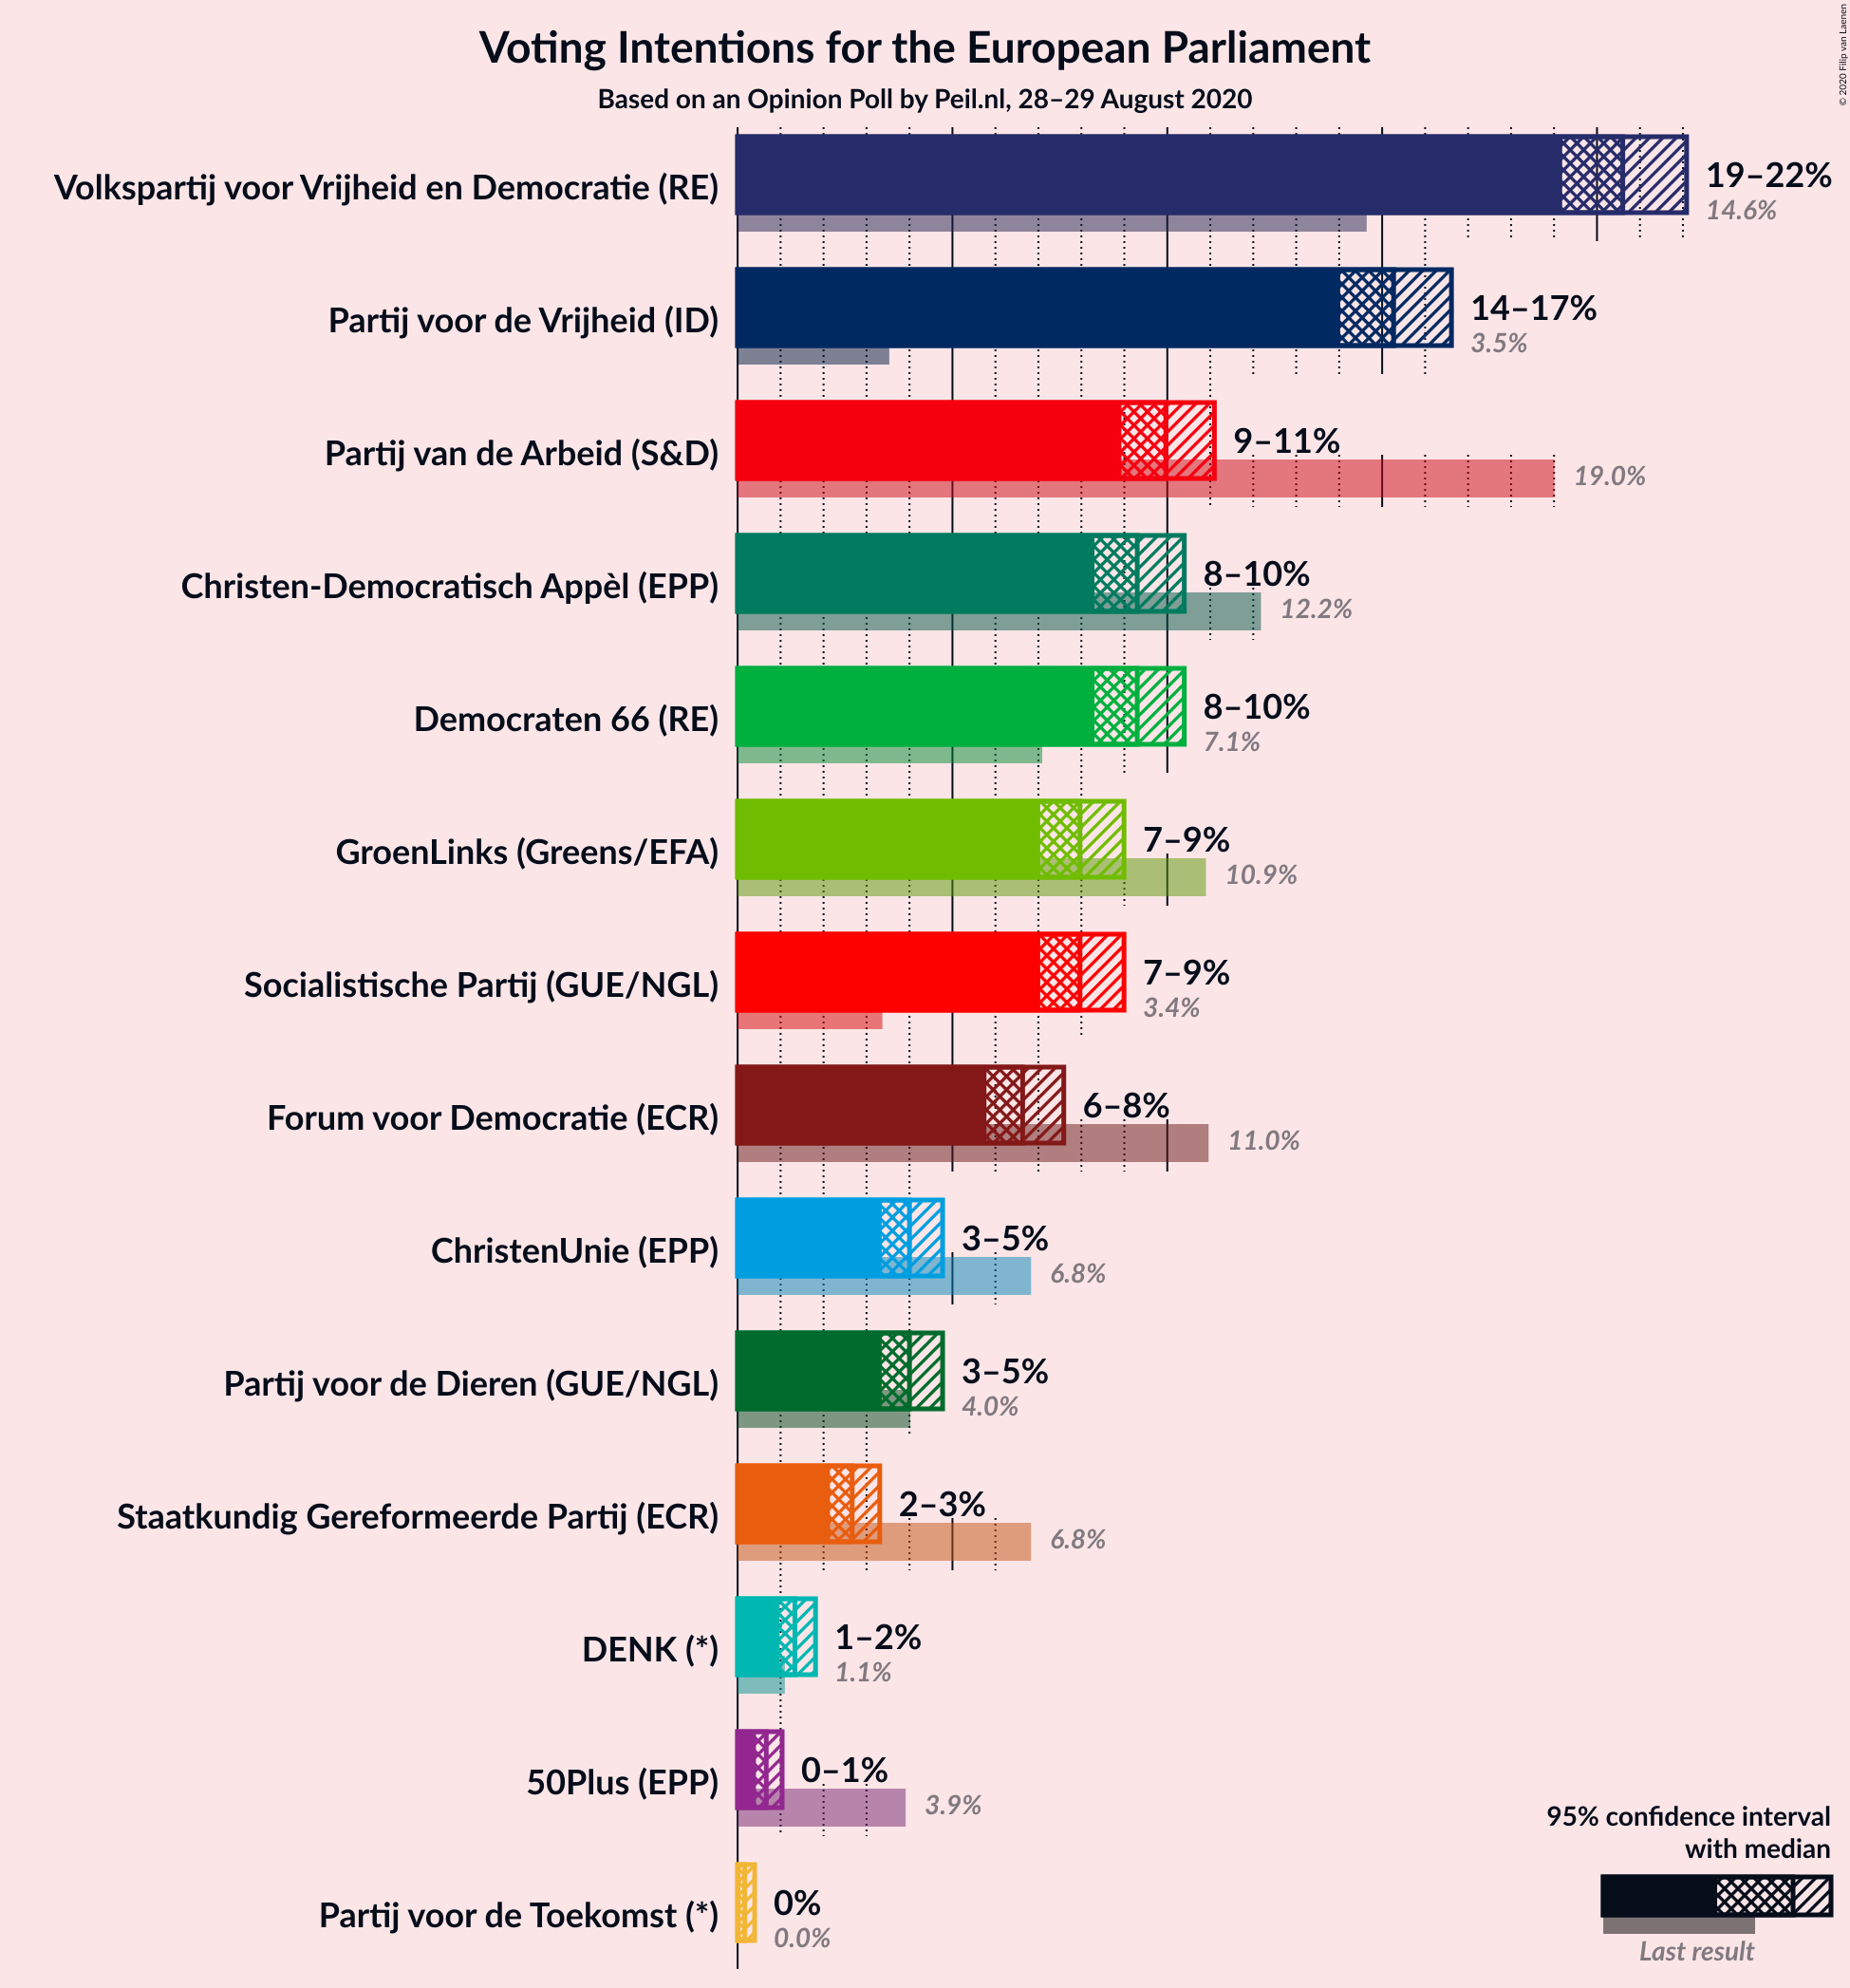 Voting Intentions for the European Parliament
Based on an Opinion Poll by Peil.nl, 28–29 August 2020
© 2020 Filip van Laenen
Volkspartij voor Vrijheid en Democratie (RE)
19–22%
14.6%
Partij voor de Vrijheid (ID)
14–17%
3.5%
Partij van de Arbeid (S&D)
9–11%
19.0%
Christen-Democratisch Appèl (EPP)
8–10%
12.2%
Democraten 66 (RE)
8–10%
7.1%
GroenLinks (Greens/EFA)
7–9%
10.9%
Socialistische Partij (GUE/NGL)
7–9%
3.4%
Forum voor Democratie (ECR)
6–8%
11.0%
ChristenUnie (EPP)
3–5%
6.8%
Partij voor de Dieren (GUE/NGL)
3–5%
4.0%
Staatkundig Gereformeerde Partij (ECR)
2–3%
6.8%
DENK (*)
1–2%
1.1%
50Plus (EPP)
0–1%
3.9%
Partij voor de Toekomst (*)
0%
0.0%
95% confidence interval
with median
Last result